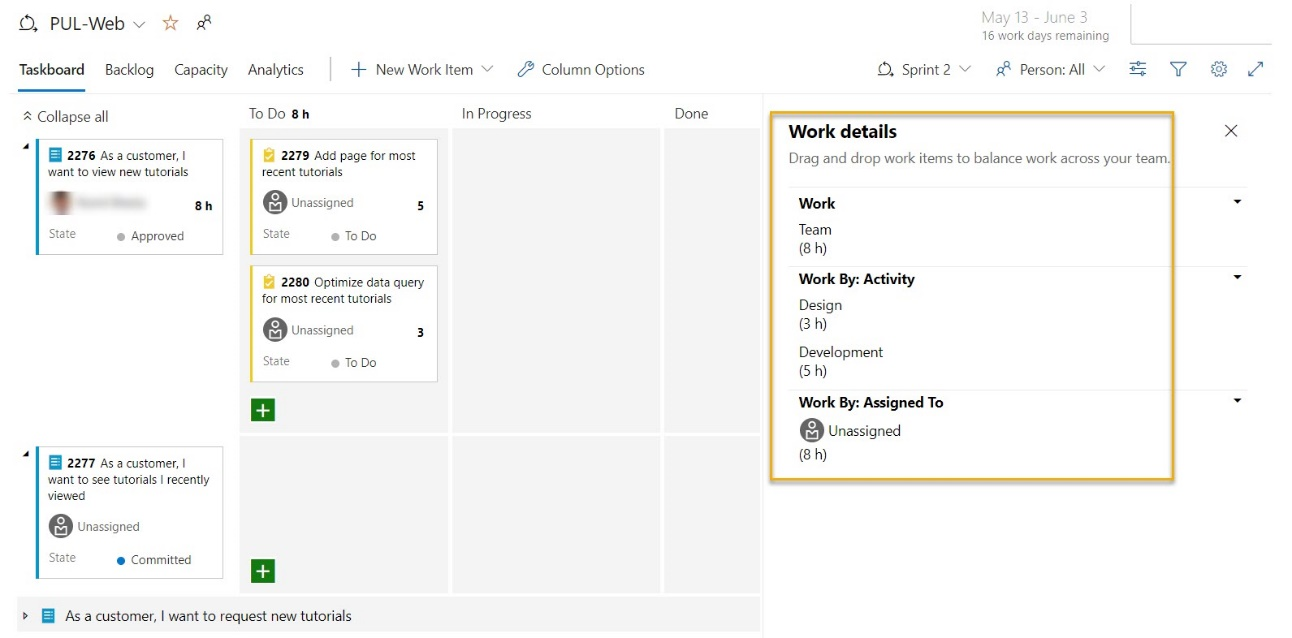 PUL-Web
May 13 - June 3
16 work days remaining
Taskboard Backlog Capacity Analytics New Work Item Column Options Sprint 2 Person: All
Collapse all
To Do 8 h In Progress Done
2276 As a customer, I
want to view new tutorials
8 h
State Approved
2279 Add page for most
recent tutorials
Unassigned 5
State To Do
2280 Optimize data query
for most recent tutorials
Unassigned 3
State To Do
2277 As a customer, I
want to see tutorials I recently
viewed
Unassigned
State Committed
As a customer, I want to request new tutorials
Work details
Drag and drop work items to balance work across your team.
Work
Team
(8 h)
Work By: Activity
Design
(3 h)
Development
(5 h)
Work By: Assigned To
Unassigned
(8 h)